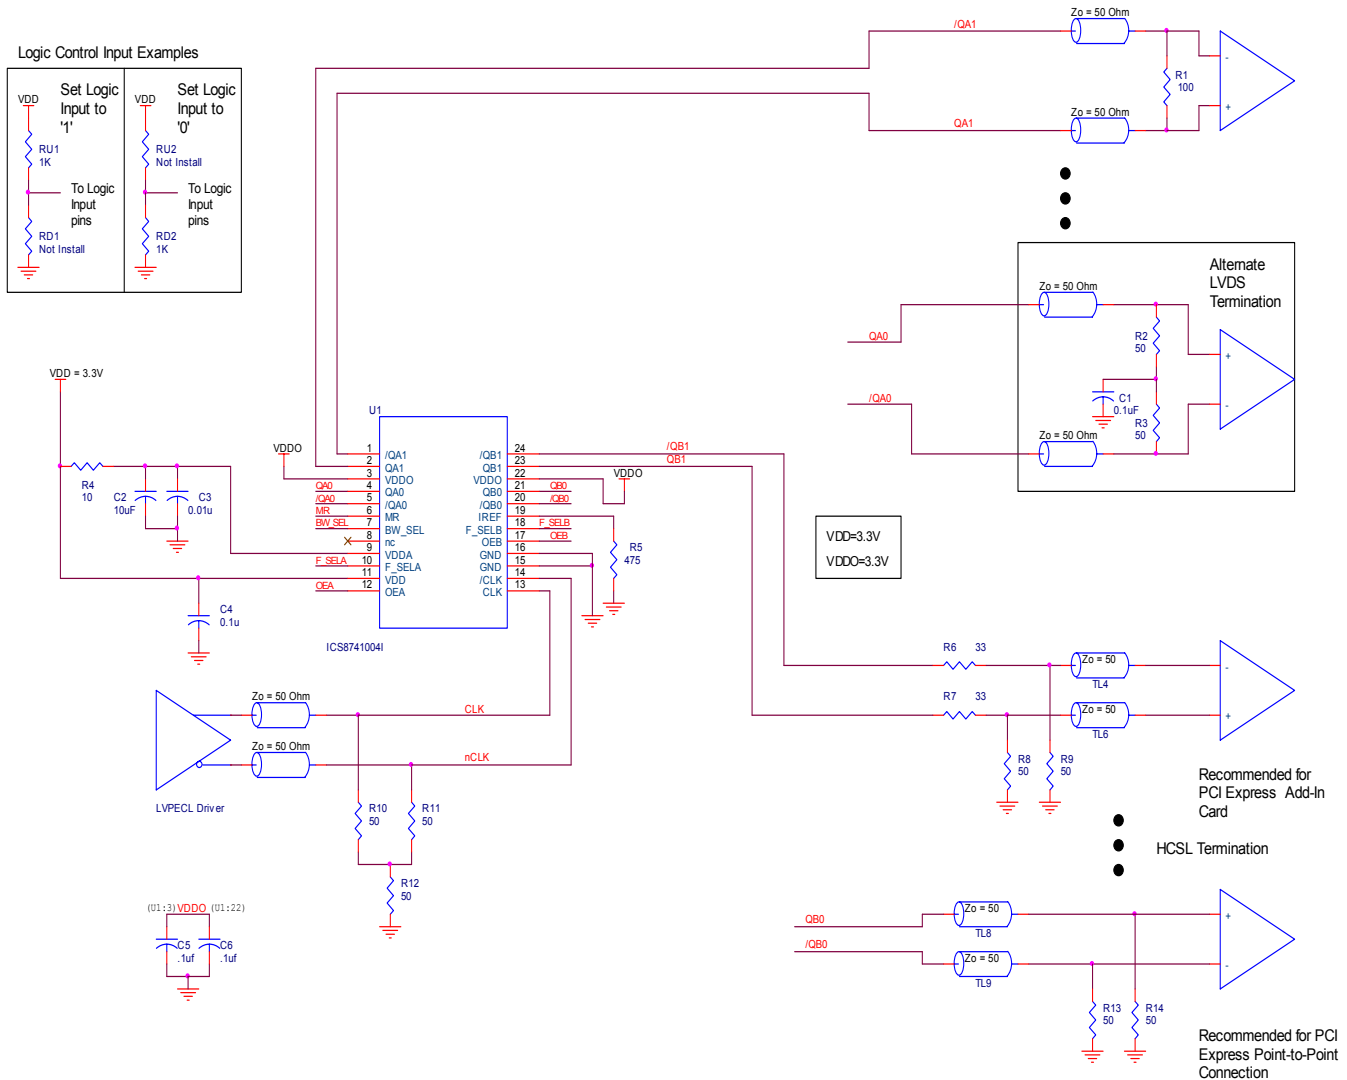 Logic Control Input Examples
VDD
Set Logic
Input to
'1'
RU1
1K
To Logic
Input
pins
RD1
Not Install
VDD
Set Logic
Input to
'0'
RU2
Not Install
To Logic
Input
pins
RD2
1K
/QA1
Zo = 50 Ohm
R1
100
-
+
QA1
Zo = 50 Ohm
Alternate
LVDS
Termination
Zo = 50 Ohm
QA0
R2
50
+
/QA0
C1
0.1uF
-
R3
50
Zo = 50 Ohm
VDD = 3.3V
R4
10
C2
10uF
C3
0.01u
C4
0.1u
VDDO
QA0
/QA0
MR
BW_SEL
F_SELA
OEA
U1
1 /QA1
2 QA1
3 VDDO
4 QA0
5 /QA0
6 MR
7 BW_SEL
8 nc
9 VDDA
10 F_SELA
11 VDD
12 OEA
/QB1 24
QB1 23
VDDO 22
QB0 21
/QB0 20
IREF 19
F_SELB 18
OEB 17
GND 16
GND 15
/CLK 14
CLK 13
ICS8741004I
/QB1
QB1
VDDO
QB0
/QB0
F_SELB
OEB
R5
475
VDD=3.3V
VDDO=3.3V
R6 33
Zo = 50
TL4
-
R7 33
Zo = 50
TL6
+
R8
50
R9
50
Recommended for
PCI Express Add-In
Card
HCSL Termination
Zo = 50 Ohm
CLK
Zo = 50 Ohm
nCLK
LVPECL Driver
R10
50
R11
50
R12
50
(U1:3) VDDO (U1:22)
C5
.1uf
C6
.1uf
QB0
Zo = 50
TL8
+
/QB0
Zo = 50
TL9
-
R13
50
R14
50
Recommended for PCI
Express Point-to-Point
Connection